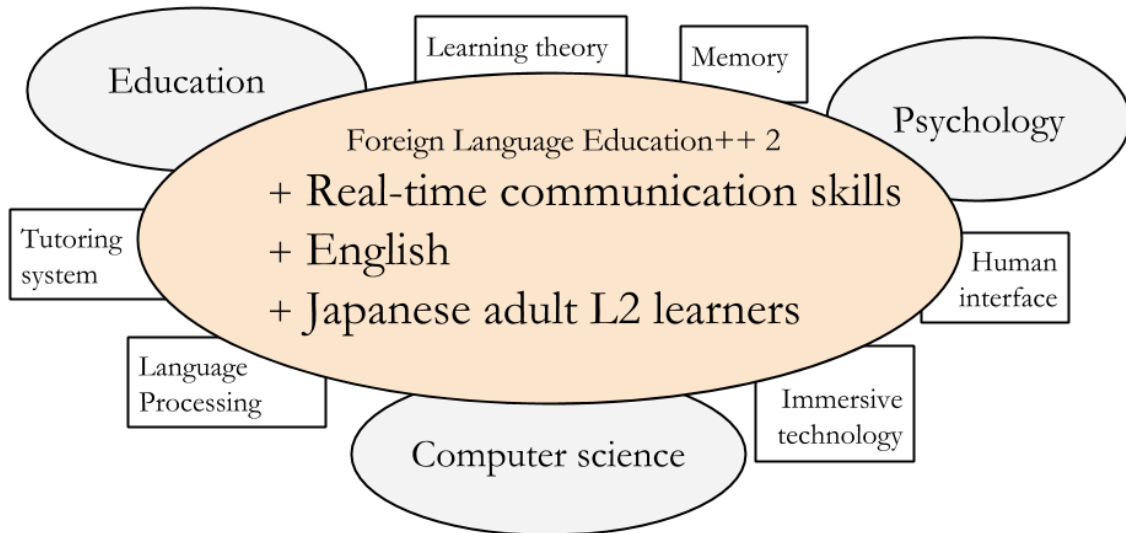 Learning theory
Memory
Education
Psychology
Foreign Language Education++ 2
+ Real-time communication skills
+ English
+ Japanese adult L2 learners
Tutoring
system
Human
interface
Language
Processing
Immersive
technology
Computer science